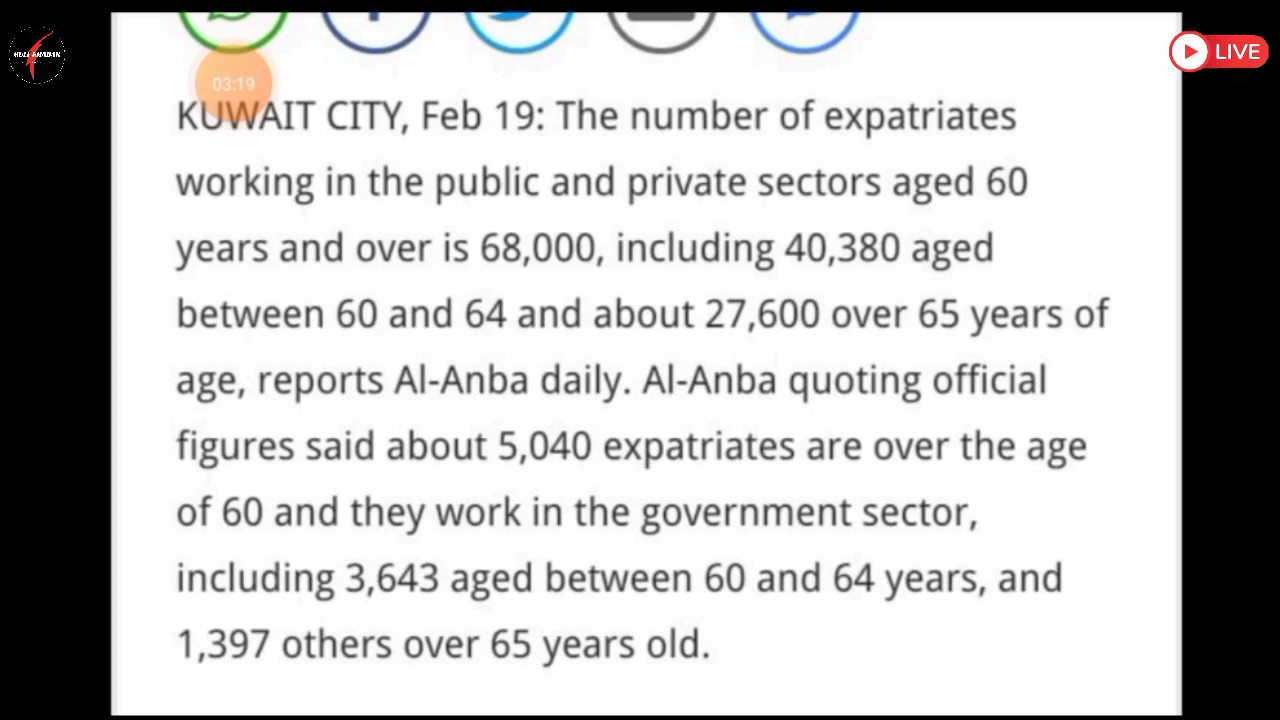 LIVE
03:19
KUWAIT CITY, Feb 19: The number of expatriates
working in the public and private sectors aged 60
years and over is 68,000, including 40,380 aged
between 60 and 64 and about 27,600 over 65 years of
age, reports Al-Anba daily. Al-Anba quoting official
figures said about 5,040 expatriates are over the age
of 60 and they work in the government sector,
including 3,643 aged between 60 and 64 years, and
1,397 others over 65 years old.